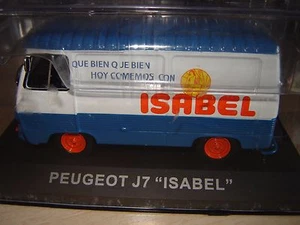 QUE BIEN QUE BIEN
HOY COMEMOS CON
ISABEL
PEUGEOT J7 "ISABEL"